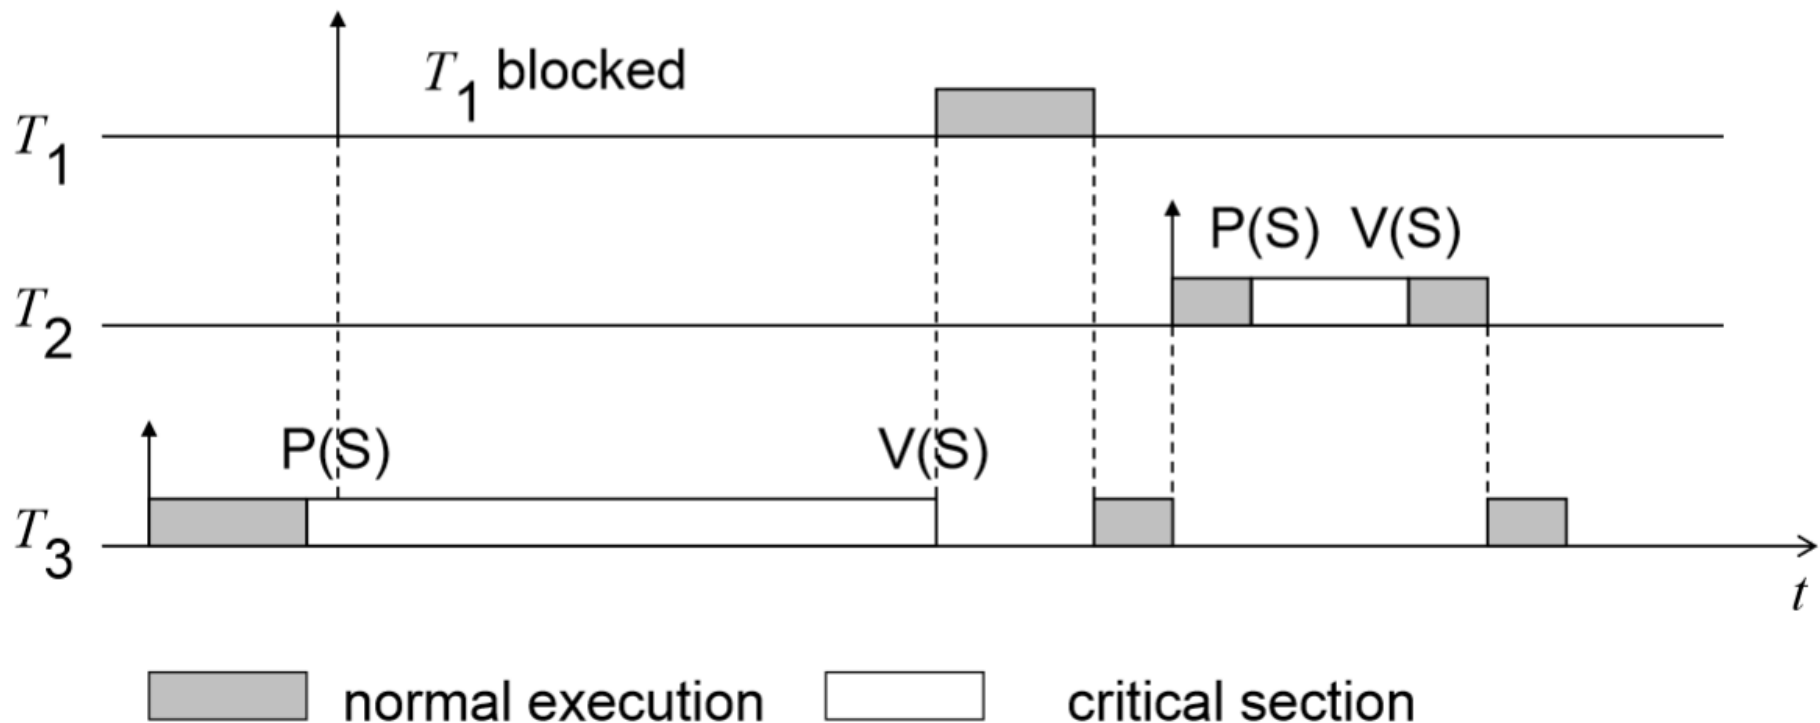 T1 blocked
T1
P(S) V(S)
T2
P(S) V(S)
T3
t
normal execution critical section